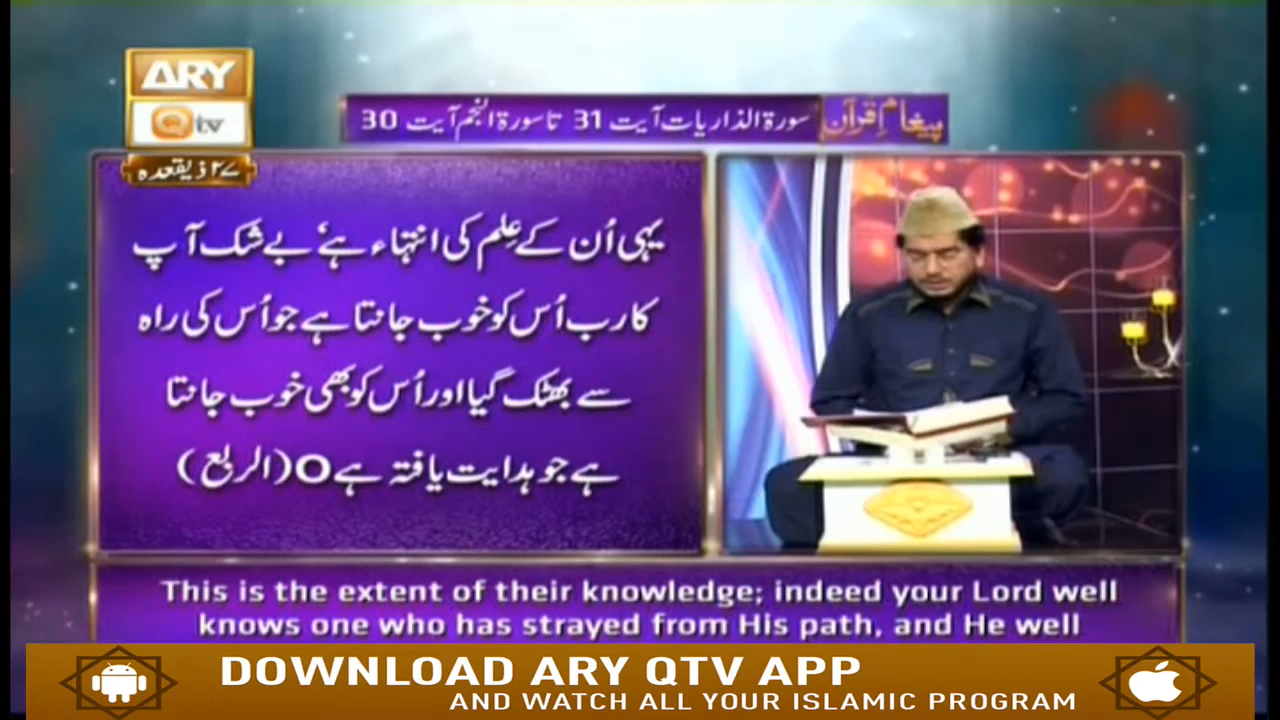 ARY
Qtv
پیغامِ قرآن
سورۃ الذاریات آیت 31 تا سورۃ النجم آیت 30
۲۷ ذیقعدہ
یہی اُن کے عِلم کی انتہاء ہے٬ بے شک آپ
کا رب اُس کو خوب جانتا ہے جو اُس کی راہ
سے بھٹک گیا اور اُس کو بھی خوب جانتا
ہے جو ہدایت یافتہ ہے O (الربع)
This is the extent of their knowledge; indeed your Lord well
knows one who has strayed from His path, and He well
DOWNLOAD ARY QTV APP
AND WATCH ALL YOUR ISLAMIC PROGRAM